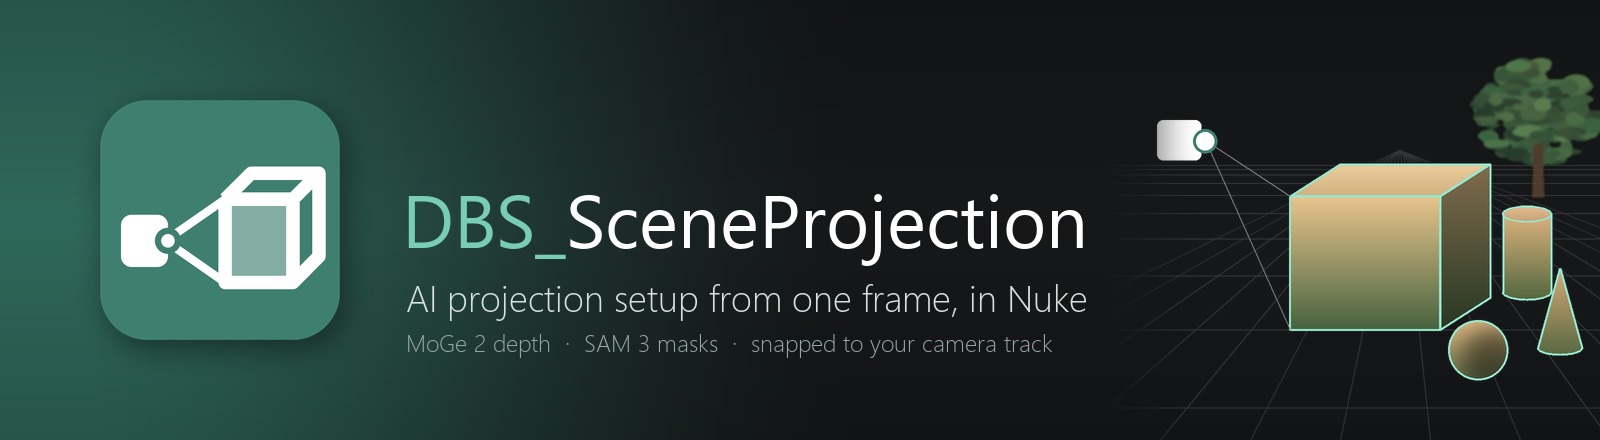 DBS_SceneProjection
AI projection setup from one frame, in Nuke
MoGe 2 depth · SAM 3 masks · snapped to your camera track